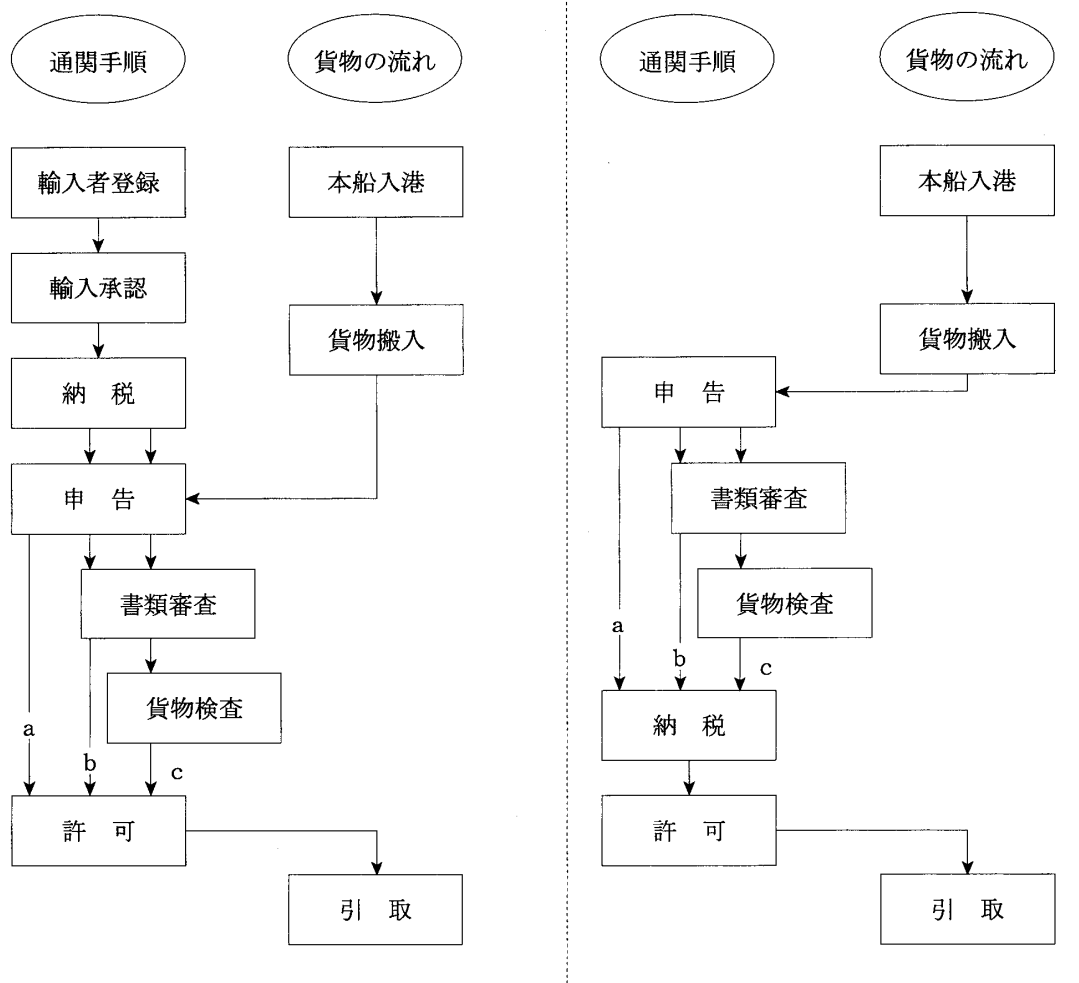 通関手順
貨物の流れ
輸入者登録
本船入港
輸入承認
貨物搬入
納 税
申 告
書類審査
貨物検査
a
b
c
許 可
引 取
通関手順
貨物の流れ
本船入港
貨物搬入
申 告
書類審査
貨物検査
a
b
c
納 税
許 可
引 取